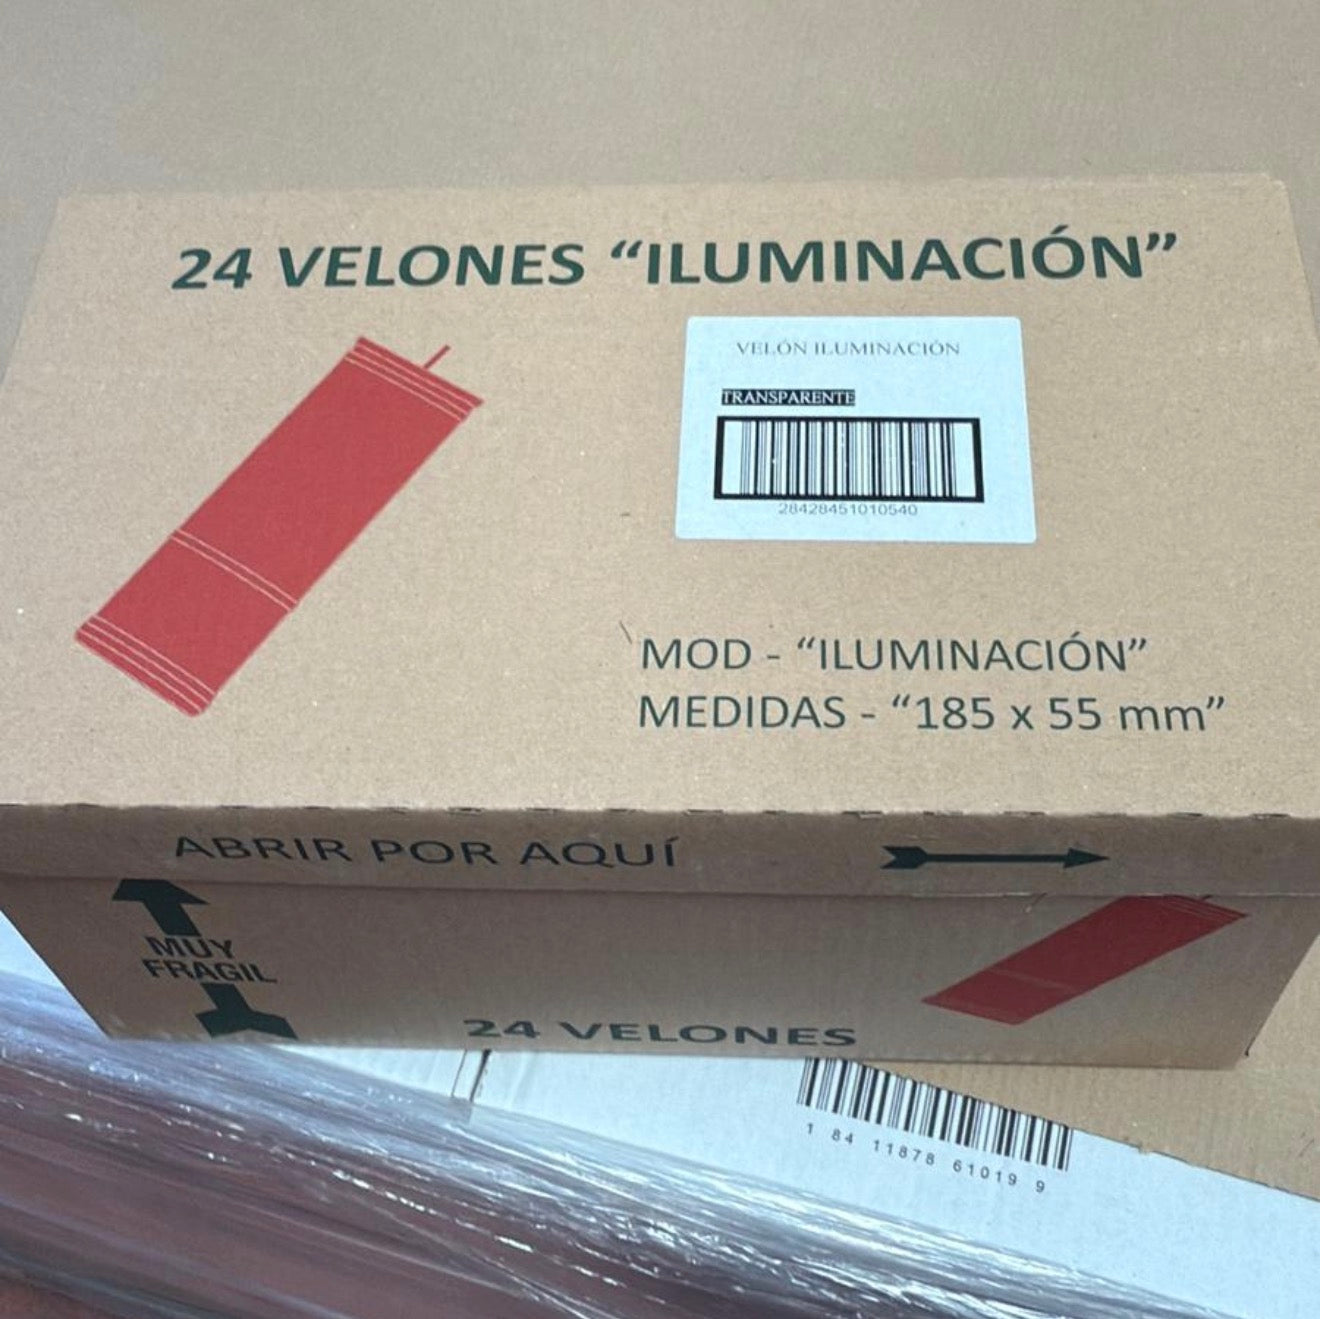 24 VELONES “ILUMINACIÓN”
VELÓN ILUMINACIÓN
TRANSPARENTE
28428451010540
MOD - “ILUMINACIÓN”
MEDIDAS - “185 x 55 mm”
ABRIR POR AQUÍ
MUY
FRAGIL
24 VELONES
1 84 11878 61019 9